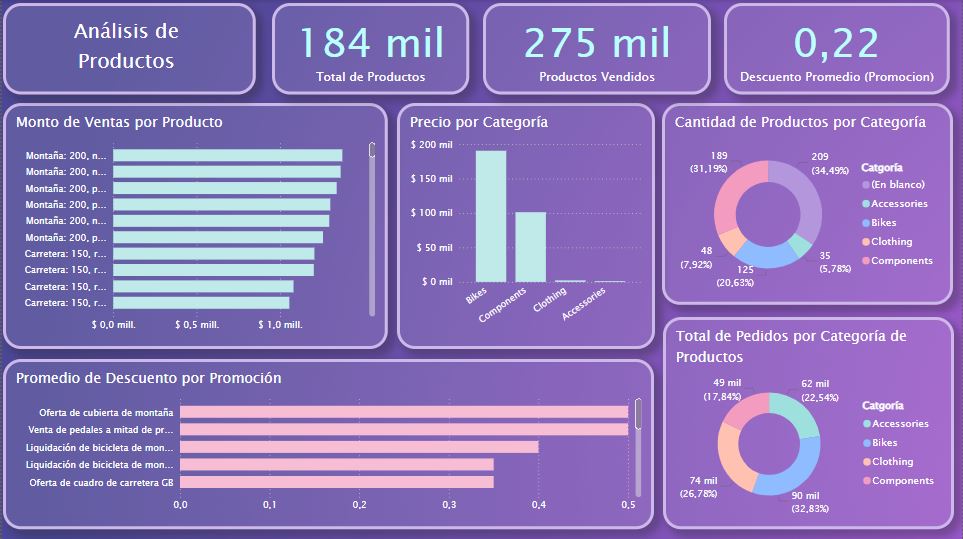 Análisis de
Productos
184 mil
Total de Productos
275 mil
Productos Vendidos
0,22
Descuento Promedio (Promocion)
Monto de Ventas por Producto
Montaña: 200, n...
Montaña: 200, n...
Montaña: 200, p...
Montaña: 200, p...
Montaña: 200, n...
Montaña: 200, p...
Carretera: 150, r...
Carretera: 150, r...
Carretera: 150, r...
Carretera: 150, r...
$ 0,0 mill.
$ 0,5 mill.
$ 1,0 mill.
Precio por Categoría
$ 200 mil
$ 150 mil
$ 100 mil
$ 50 mil
$ 0 mil
Bikes
Components
Clothing
Accessories
Cantidad de Productos por Categoría
189
(31,19%)
209
(34,49%)
48
(7,92%)
125
(20,63%)
35
(5,78%)
Catgoría
(En blanco)
Accessories
Bikes
Clothing
Components
Promedio de Descuento por Promoción
Oferta de cubierta de montaña
Venta de pedales a mitad de pr...
Liquidación de bicicleta de mon...
Liquidación de bicicleta de mon...
Oferta de cuadro de carretera GB
0,0
0,1
0,2
0,3
0,4
0,5
Total de Pedidos por Categoría de
Productos
49 mil
(17,84%)
62 mil
(22,54%)
74 mil
(26,78%)
90 mil
(32,83%)
Catgoría
Accessories
Bikes
Clothing
Components